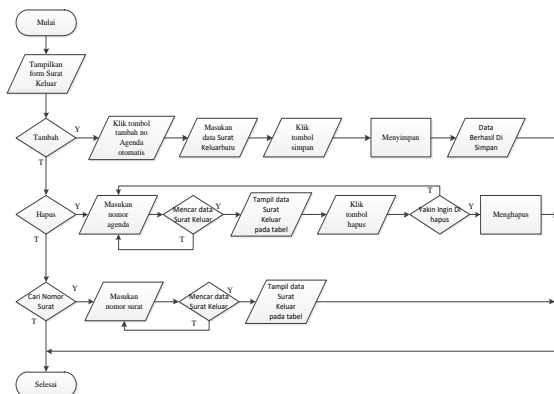 Mulai
Tampilkan
form Surat
Keluar
Tambah
Y
T
Klik tombol
tambah no
Agenda
otomatis
Masukan
data Surat
Keluarbaru
Klik
tombol
simpan
Menyimpan
Data
Berhasil Di
Simpan
Hapus
Y
T
Masukan
nomor
agenda
Mencar data
Surat Keluar
Y
T
Tampil data
Surat
Keluar
pada tabel
Klik
tombol
hapus
Yakin Ingin Di
hapus
T
Y
Menghapus
Cari Nomor
Surat
Y
T
Masukan
nomor surat
Mencar data
Surat Keluar
Y
T
Tampil data
Surat
Keluar
pada tabel
Selesai